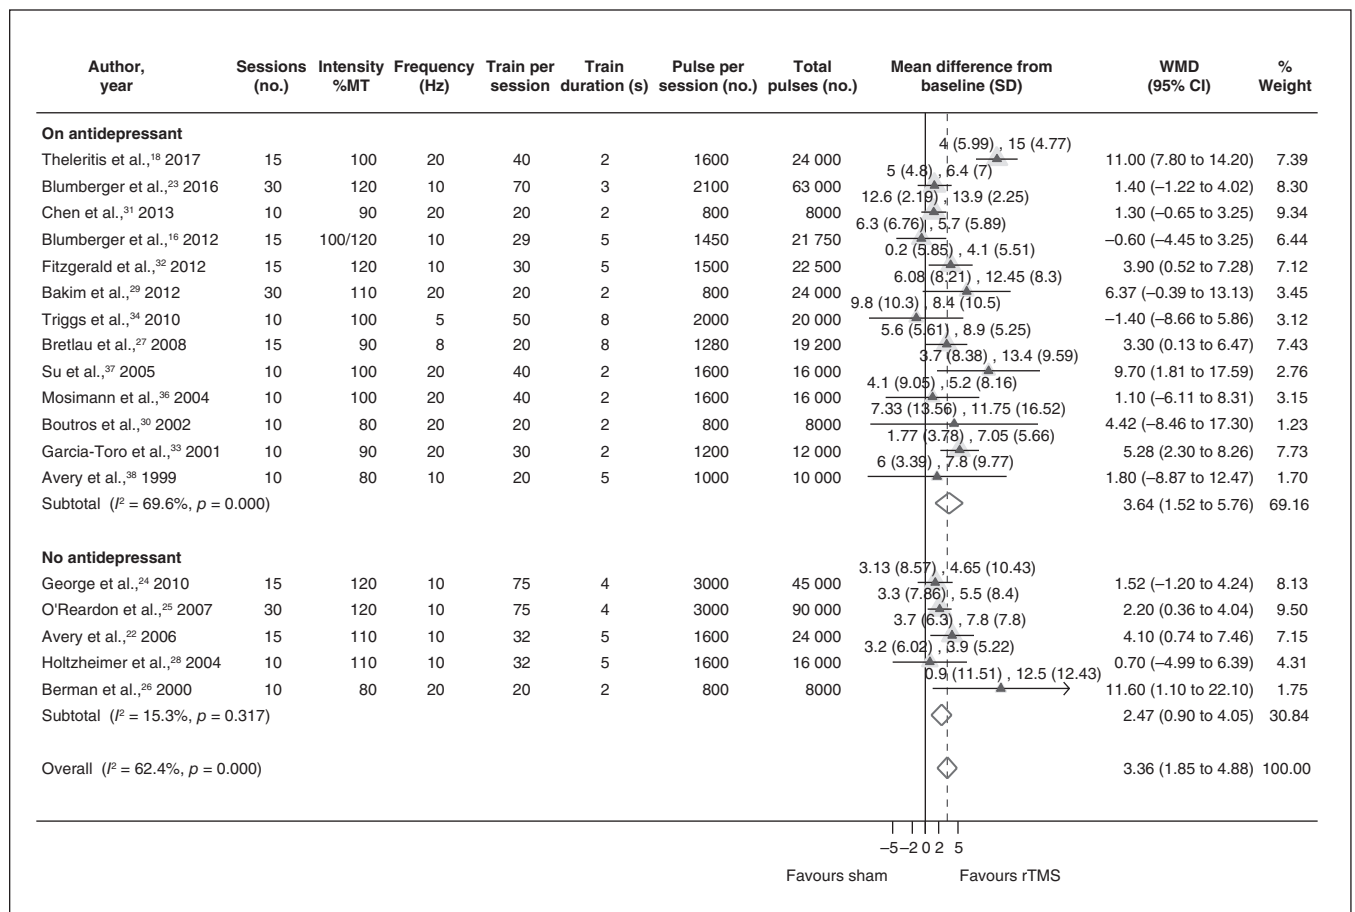 Author, year Sessions (no.) Intensity %MT Frequency (Hz) Train per session Train duration (s) Pulse per session (no.) Total pulses (no.) Mean difference from baseline (SD) WMD (95% CI) % Weight
On antidepressant
Theleritis et al.,18 2017 15 100 20 40 2 1600 24 000 4 (5.99) , 15 (4.77) 11.00 (7.80 to 14.20) 7.39
Blumberger et al.,23 2016 30 120 10 70 3 2100 63 000 5 (4.8) , 6.4 (7) 1.40 (–1.22 to 4.02) 8.30
Chen et al.,31 2013 10 90 20 20 2 800 8000 12.6 (2.19) , 13.9 (2.25) 1.30 (–0.65 to 3.25) 9.34
Blumberger et al.,16 2012 15 100/120 10 29 5 1450 21 750 6.3 (6.76) , 5.7 (5.89) –0.60 (–4.45 to 3.25) 6.44
Fitzgerald et al.,32 2012 15 120 10 30 5 1500 22 500 0.2 (5.85) , 4.1 (5.51) 3.90 (0.52 to 7.28) 7.12
Bakim et al.,29 2012 30 110 20 20 2 800 24 000 6.08 (8.21) , 12.45 (8.3) 6.37 (–0.39 to 13.13) 3.45
Triggs et al.,34 2010 10 100 5 50 8 2000 20 000 9.8 (10.3) , 8.4 (10.5) –1.40 (–8.66 to 5.86) 3.12
Bretlau et al.,27 2008 15 90 8 20 8 1280 19 200 5.6 (5.61) , 8.9 (5.25) 3.30 (0.13 to 6.47) 7.43
Su et al.,37 2005 10 100 20 40 2 1600 16 000 3.7 (8.38) , 13.4 (9.59) 9.70 (1.81 to 17.59) 2.76
Mosimann et al.,36 2004 10 100 20 40 2 1600 16 000 4.1 (9.05) , 5.2 (8.16) 1.10 (–6.11 to 8.31) 3.15
Boutros et al.,30 2002 10 80 20 20 2 800 8000 7.33 (13.56) , 11.75 (16.52) 4.42 (–8.46 to 17.30) 1.23
Garcia-Toro et al.,33 2001 10 90 20 30 2 1200 12 000 1.77 (3.78) , 7.05 (5.66) 5.28 (2.30 to 8.26) 7.73
Avery et al.,38 1999 10 80 10 20 5 1000 10 000 6 (3.39) , 7.8 (9.77) 1.80 (–8.87 to 12.47) 1.70
Subtotal (I2 = 69.6%, p = 0.000) 3.64 (1.52 to 5.76) 69.16
No antidepressant
George et al.,24 2010 15 120 10 75 4 3000 45 000 3.13 (8.57) , 4.65 (10.43) 1.52 (–1.20 to 4.24) 8.13
O'Reardon et al.,25 2007 30 120 10 75 4 3000 90 000 3.3 (7.86) , 5.5 (8.4) 2.20 (0.36 to 4.04) 9.50
Avery et al.,22 2006 15 110 10 32 5 1600 24 000 3.7 (6.3) , 7.8 (7.8) 4.10 (0.74 to 7.46) 7.15
Holtzheimer et al.,28 2004 10 110 10 32 5 1600 16 000 3.2 (6.02) , 3.9 (5.22) 0.70 (–4.99 to 6.39) 4.31
Berman et al.,26 2000 10 80 20 20 2 800 8000 0.9 (11.51) , 12.5 (12.43) 11.60 (1.10 to 22.10) 1.75
Subtotal (I2 = 15.3%, p = 0.317) 2.47 (0.90 to 4.05) 30.84
Overall (I2 = 62.4%, p = 0.000) 3.36 (1.85 to 4.88) 100.00
–5 –2 0 2 5
Favours sham Favours rTMS